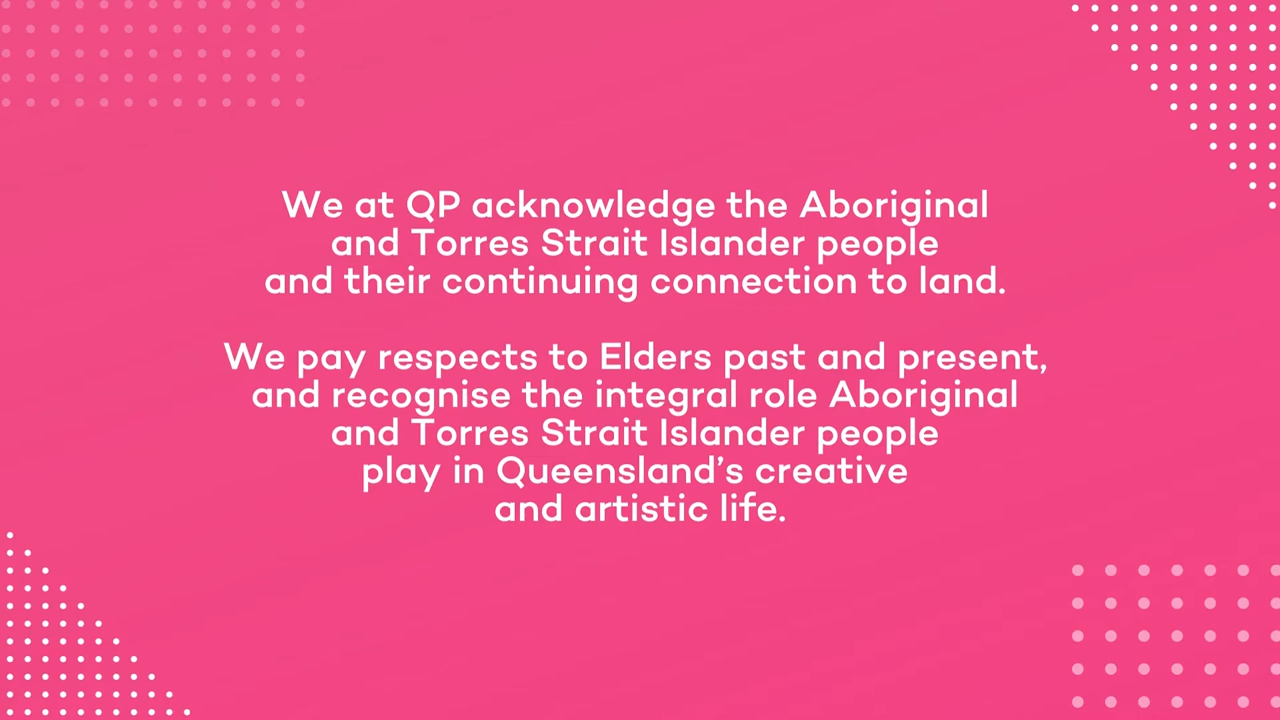 We at QP acknowledge the Aboriginal
and Torres Strait Islander people
and their continuing connection to land.
We pay respects to Elders past and present,
and recognise the integral role Aboriginal
and Torres Strait Islander people
play in Queensland’s creative
and artistic life.